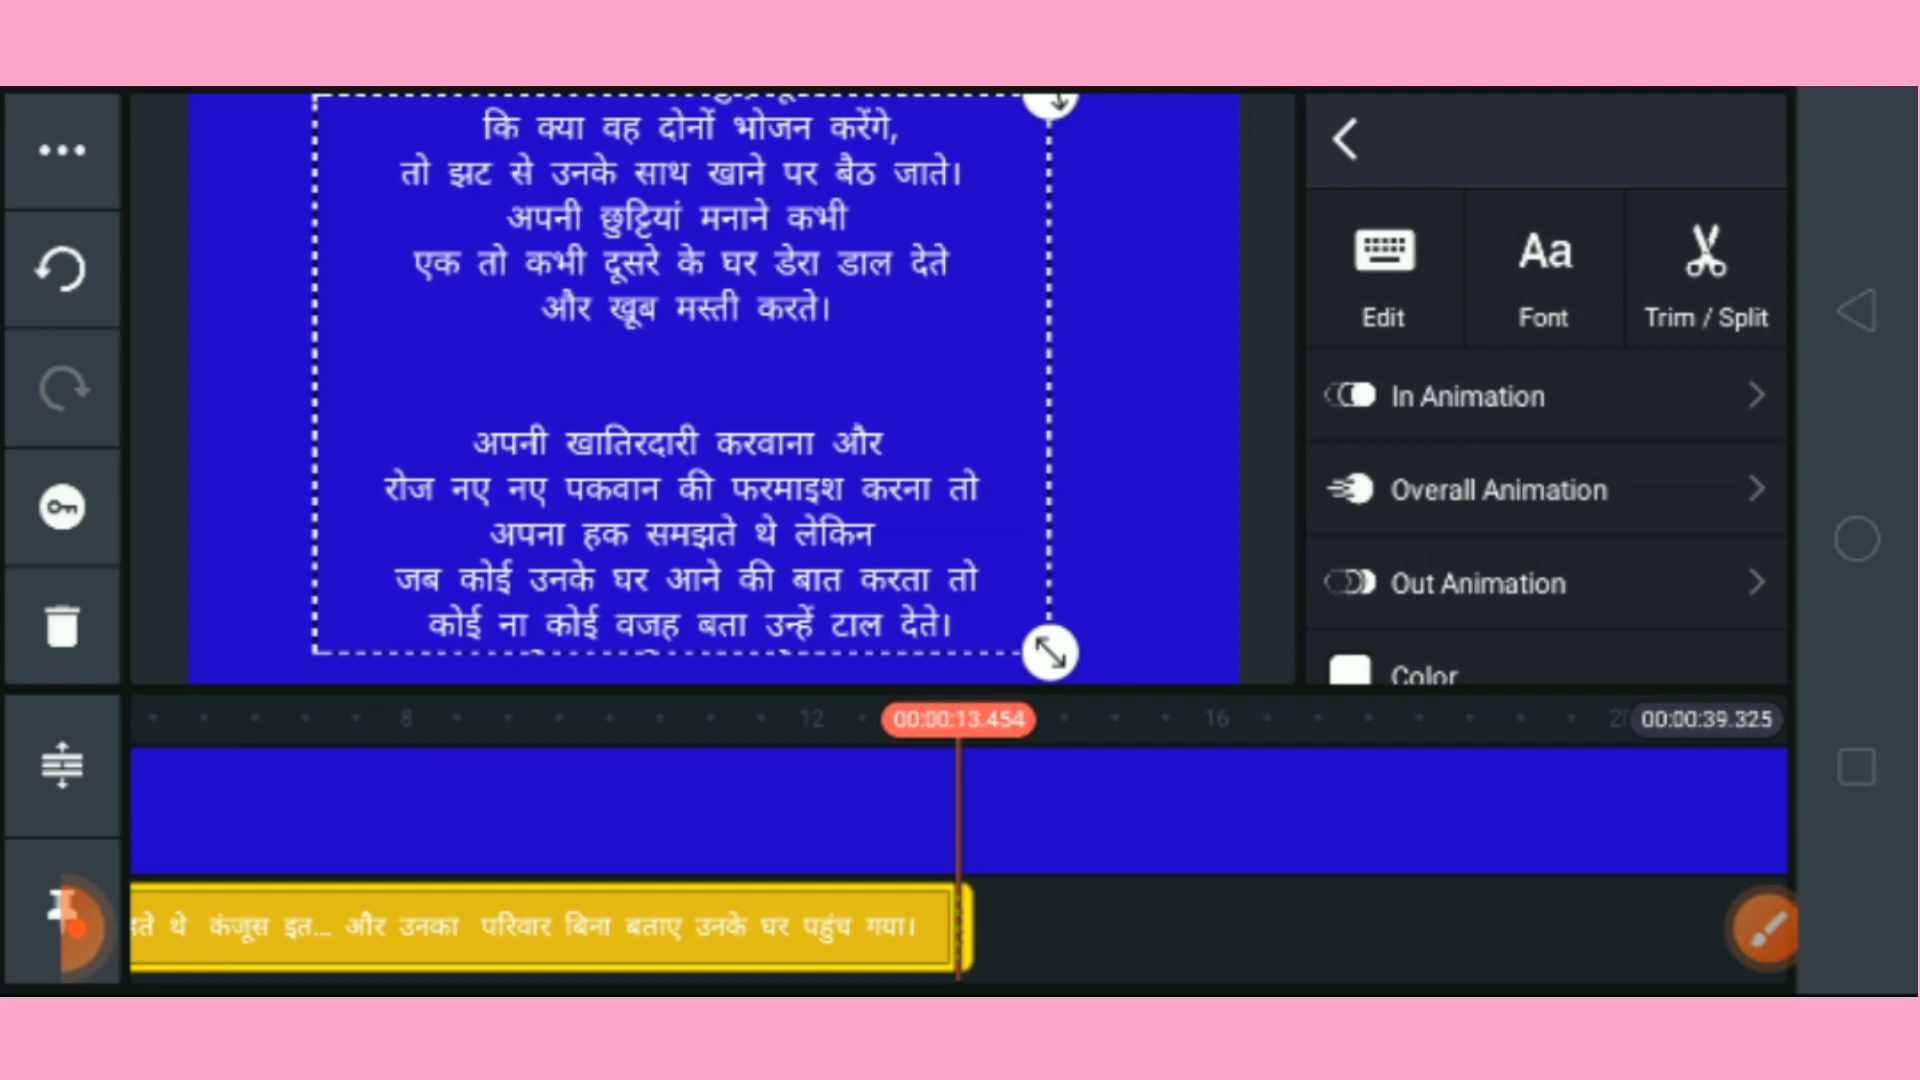 कि क्या वह दोनों भोजन करेंगे,
तो झट से उनके साथ खाने पर बैठ जाते।
अपनी छुट्टियां मनाने कभी
एक तो कभी दूसरे के घर डेरा डाल देते
और खूब मस्ती करते।
अपनी खातिरदारी करवाना और
रोज नए नए पकवान की फरमाइश करना तो
अपना हक समझते थे लेकिन
जब कोई उनके घर आने की बात करता तो
कोई ना कोई वजह बता उन्हें टाल देते।
Edit
Font
Trim / Split
In Animation
Overall Animation
Out Animation
Color
8
12
00:00:13.454
16
00:00:39.325
थे कंजूस इत... और उनका परिवार बिना बताए उनके घर पहुंच गया।